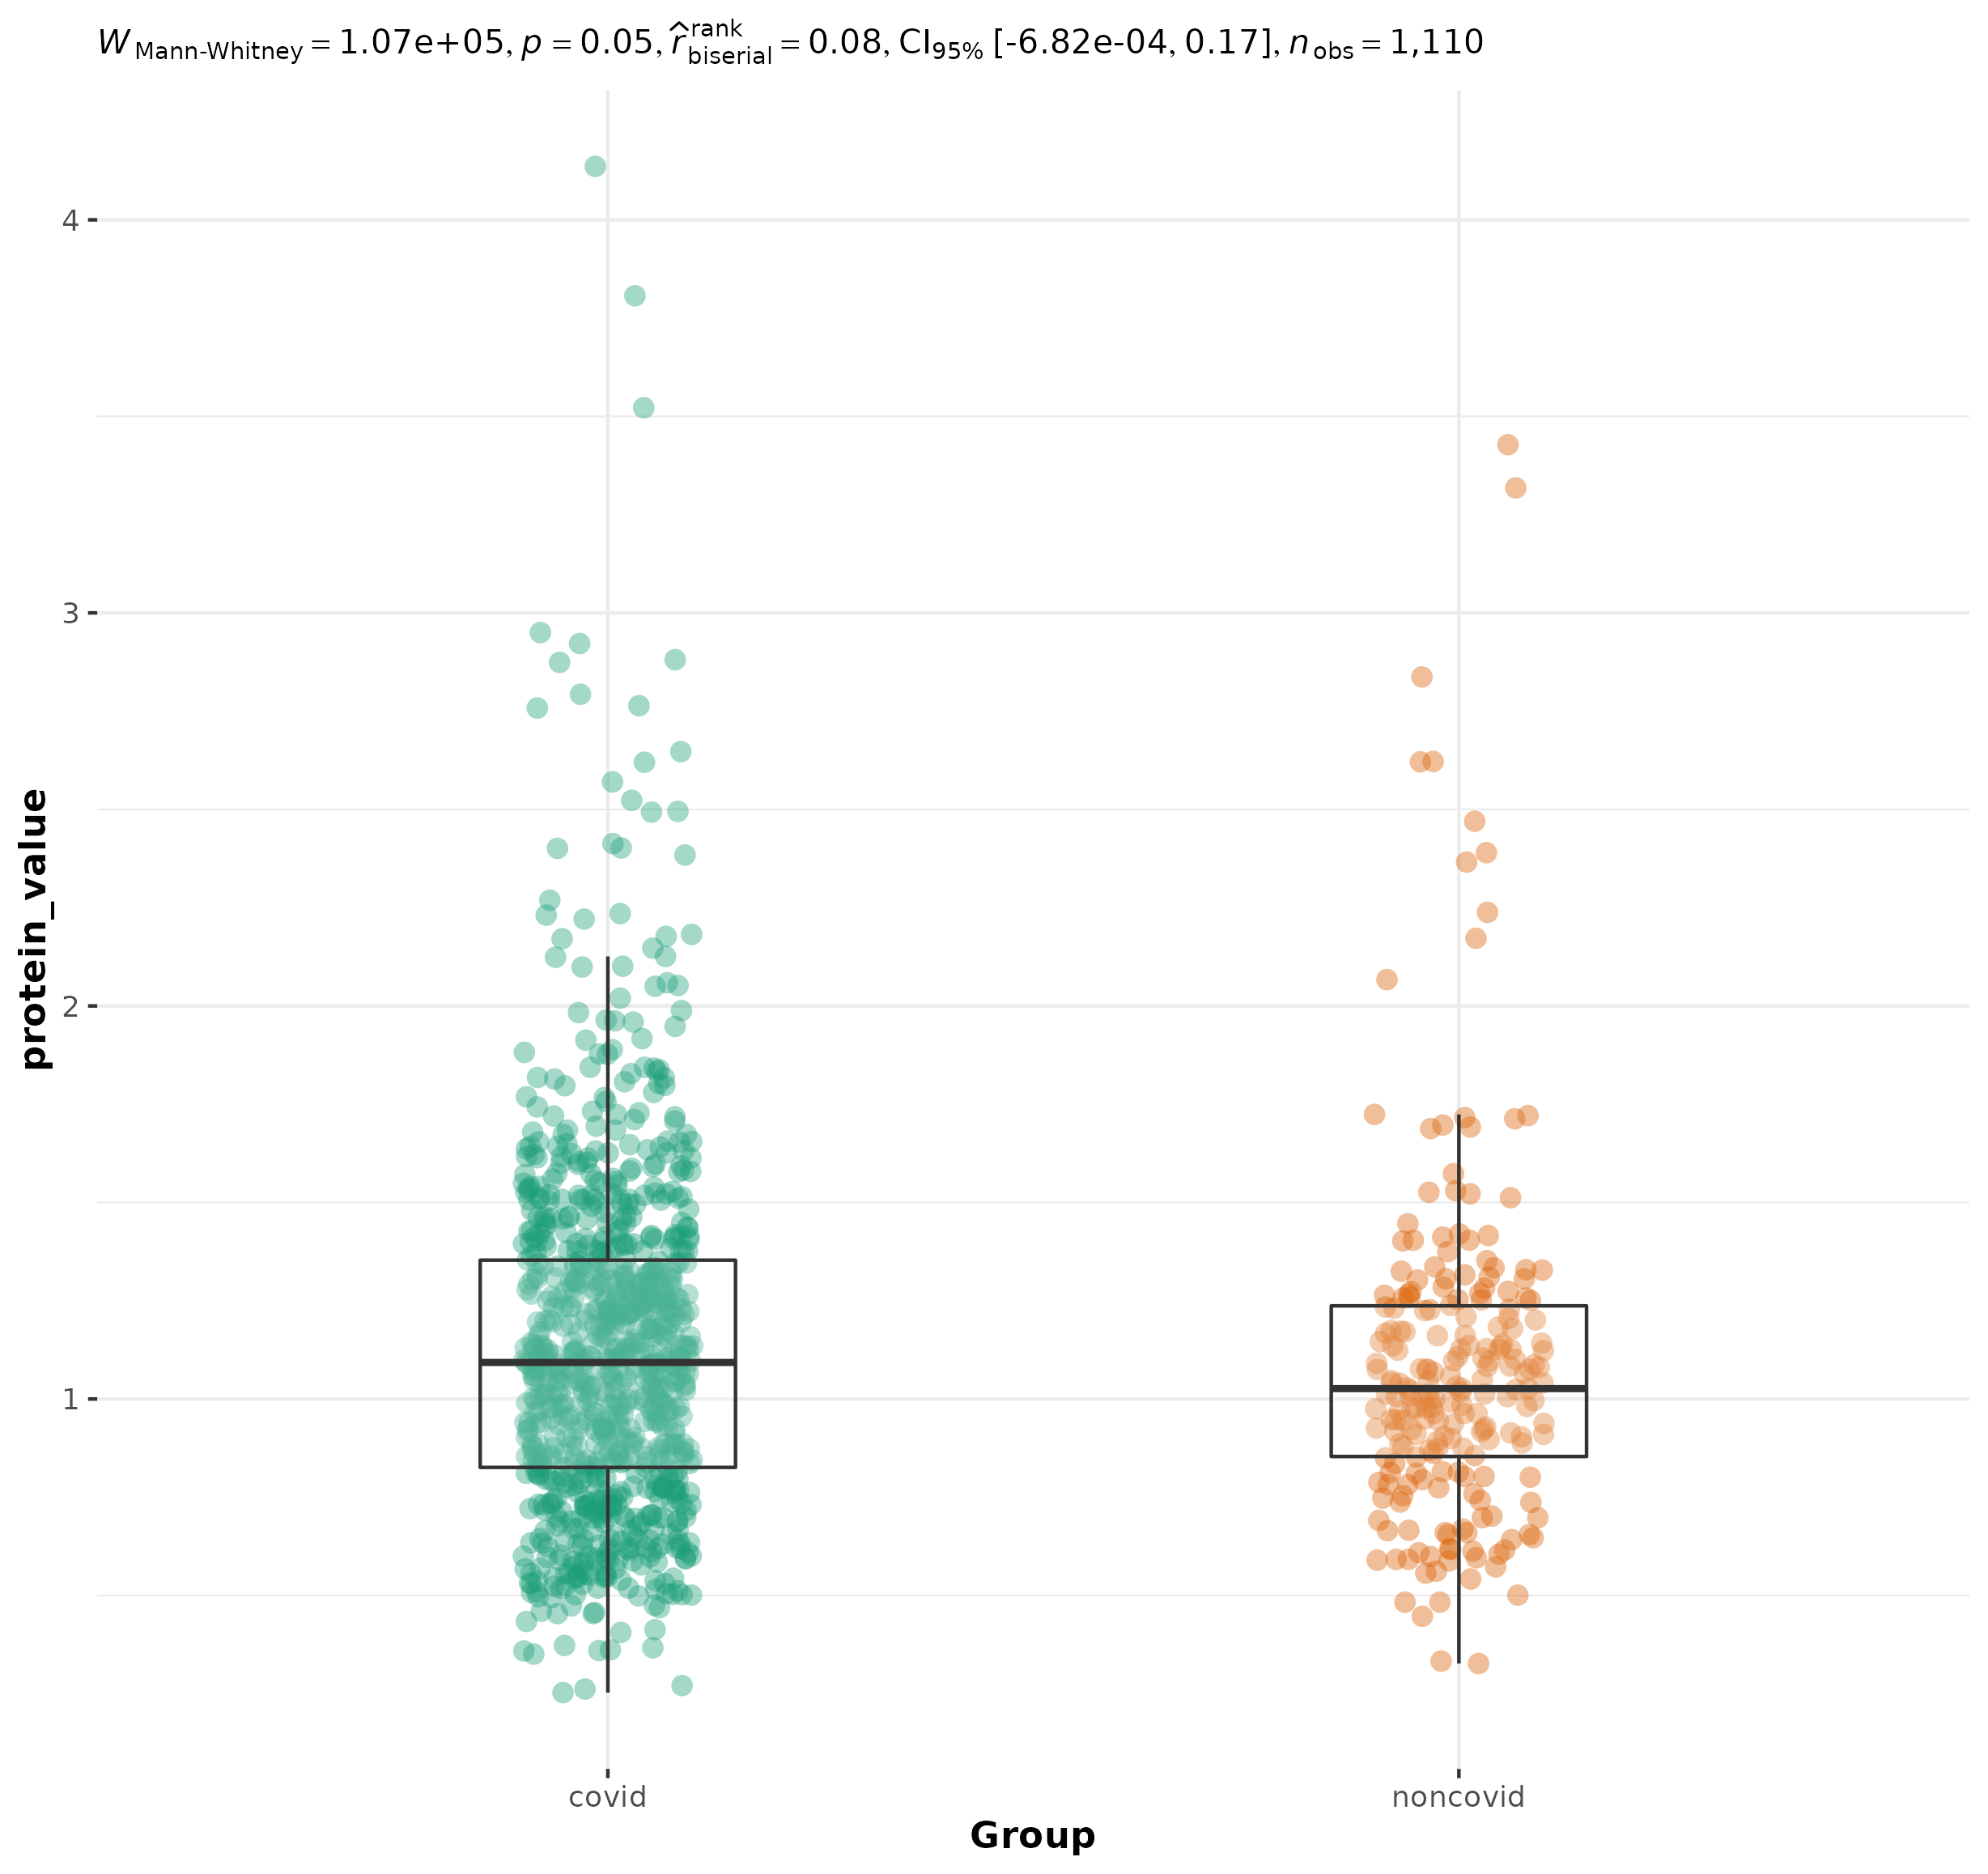 W Mann-Whitney = 1.07e+05, p = 0.05, r̂ rank biserial = 0.08, CI95% [-6.82e-04, 0.17], n obs = 1,110
4
3
2
1
protein_value
covid noncovid
Group